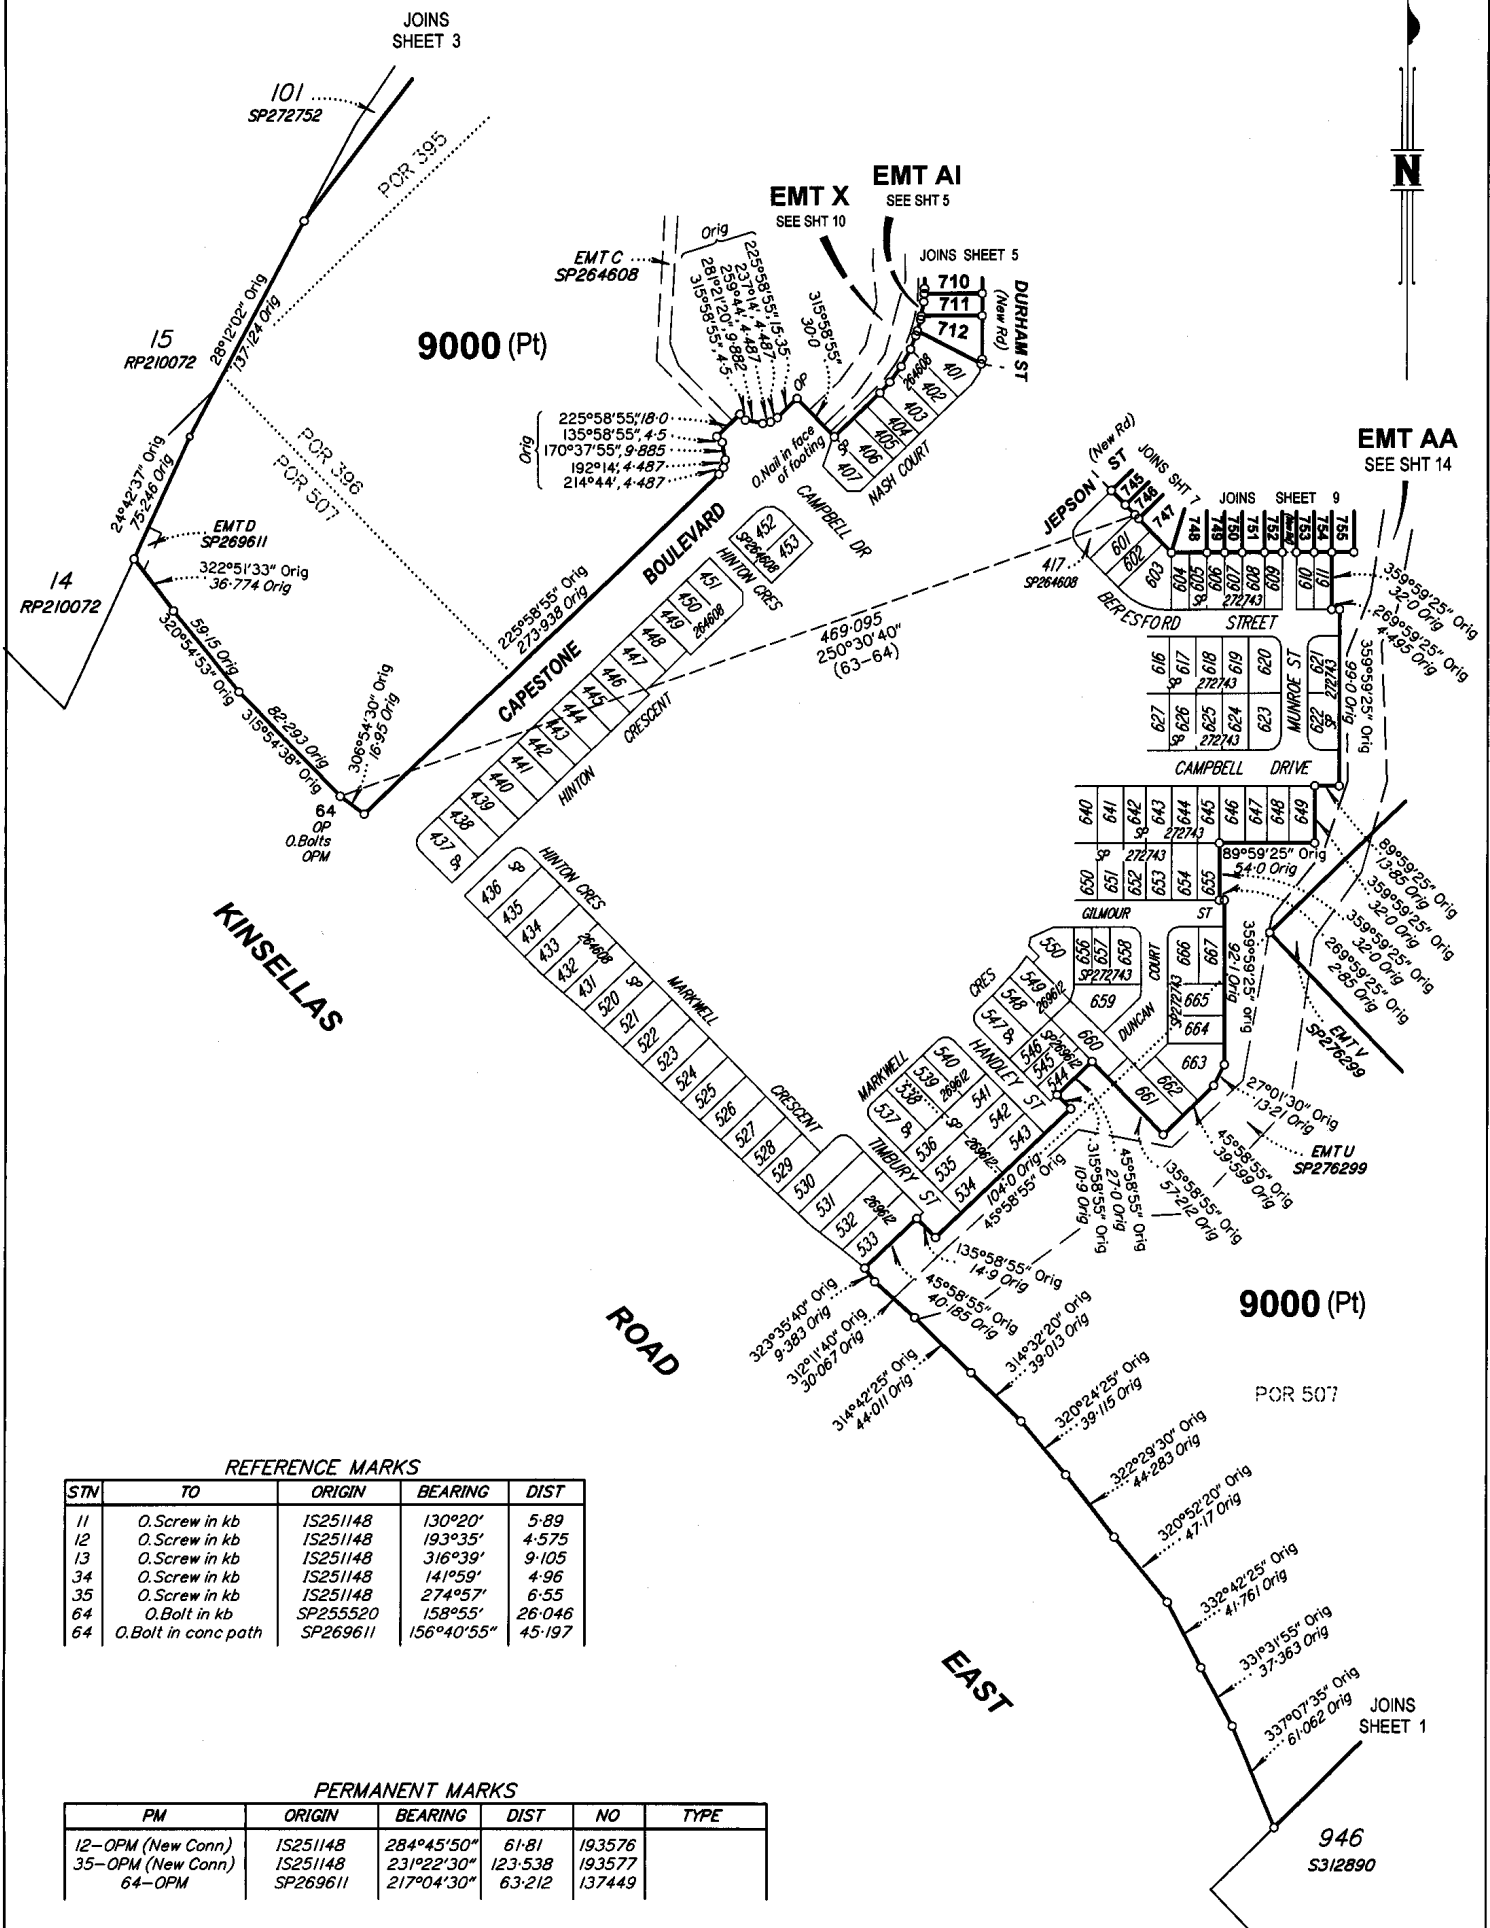 JOINS
SHEET 3
101
SP272752
POR 395
15
RP210072
28°12'02" Orig
137·124 Orig
24°42'37" Orig
75·246 Orig
POR 396
POR 507
EMT D
SP269611
14
RP210072
322°51'33" Orig
36·774 Orig
59·15 Orig
320°54'53" Orig
82·293 Orig
315°54'38" Orig
306°54'30" Orig
16·95 Orig
64
OP
O.Bolts
OPM
9000 (Pt)
EMT C
SP264608
Orig
225°58'55", 15·35
237°14', 4·487
259°44', 4·487
281°21'20", 9·882
315°58'55", 4·5
315°58'55"
30·0
OP
Orig
225°58'55", 18·0
135°58'55", 4·5
170°37'55", 9·885
192°14', 4·487
214°44', 4·487
O.Nail in face
of footing
EMT X
SEE SHT 10
EMT AI
SEE SHT 5
JOINS SHEET 5
710
711
712
DURHAM ST
(New Rd)
401
402
403
404
405
406
407
SP
264608
NASH COURT
CAMPBELL DR
N
225°58'55" Orig
273·938 Orig
CAPESTONE
BOULEVARD
452
453
SP264608
HINTON CRES
451
450
449
448
447
446
445
444
443
442
441
440
439
438
437
SP
264608
HINTON
CRESCENT
469·095
250°30'40"
(63-64)
JEPSON ST
(New Rd)
JOINS SHT 7
745
746
747
JOINS SHEET 9
748
749
750
751
752
753
754
755
EMT AA
SEE SHT 14
417
SP264608
601
602
603
604
605
606
607
608
609
610
611
SP 272743
BERESFORD STREET
359°59'25" Orig
32·0 Orig
269°59'25" Orig
4·495 Orig
359°59'25" Orig
99·0 Orig
616
617
618
619
620
SP 272743
627
626
625
624
623
SP 272743
MUNROE ST
621
622
SP 272743
CAMPBELL DRIVE
640
641
642
643
644
645
646
647
648
649
SP 272743
SP 272743
650
651
652
653
654
655
89°59'25" Orig
54·0 Orig
89°59'25" Orig
13·85 Orig
359°59'25" Orig
32·0 Orig
359°59'25" Orig
32·0 Orig
269°59'25" Orig
2·85 Orig
GILMOUR ST
359°59'25" Orig
92·1 Orig
EMT V
SP276299
550
656
657
658
SP272743
659
DUNCAN
COURT
666
667
665
664
663
SP272743
CRES
549
548
547
SP
269612
546
545
544
SP269612
660
661
662
27°01'30" Orig
13·21 Orig
EMT U
SP276299
45°58'55" Orig
39·599 Orig
135°58'55" Orig
57·212 Orig
45°58'55" Orig
27·0 Orig
315°58'55" Orig
10·9 Orig
104·0 Orig
45°58'55" Orig
HANDLEY ST
MARKWELL
540
539
538
537
SP
269612
541
542
543
536
535
534
SP 269612
TIMBURY ST
HINTON CRES
436
SP
435
434
433
432
431
264608
520
SP
521
522
523
524
525
526
527
528
529
530
531
532
533
269612
MARKWELL
CRESCENT
135°58'55" Orig
14·9 Orig
45°58'55" Orig
40·185 Orig
323°35'40" Orig
9·383 Orig
312°11'40" Orig
30·067 Orig
314°42'25" Orig
44·011 Orig
314°32'20" Orig
39·013 Orig
320°24'25" Orig
39·115 Orig
322°29'30" Orig
44·283 Orig
320°52'20" Orig
47·17 Orig
332°42'25" Orig
41·761 Orig
331°31'55" Orig
37·363 Orig
337°07'35" Orig
61·062 Orig
9000 (Pt)
POR 507
JOINS
SHEET 1
946
S312890
KINSELLAS
ROAD
EAST
REFERENCE MARKS
STN TO ORIGIN BEARING DIST
11 O.Screw in kb IS251148 130°20' 5·89
12 O.Screw in kb IS251148 193°35' 4·575
13 O.Screw in kb IS251148 316°39' 9·105
34 O.Screw in kb IS251148 141°59' 4·96
35 O.Screw in kb IS251148 274°57' 6·55
64 O.Bolt in kb SP255520 158°55' 26·046
64 O.Bolt in conc path SP269611 156°40'55" 45·197
PERMANENT MARKS
PM ORIGIN BEARING DIST NO TYPE
12-OPM (New Conn) IS251148 284°45'50" 61·81 193576
35-OPM (New Conn) IS251148 231°22'30" 123·538 193577
64-OPM SP269611 217°04'30" 63·212 137449